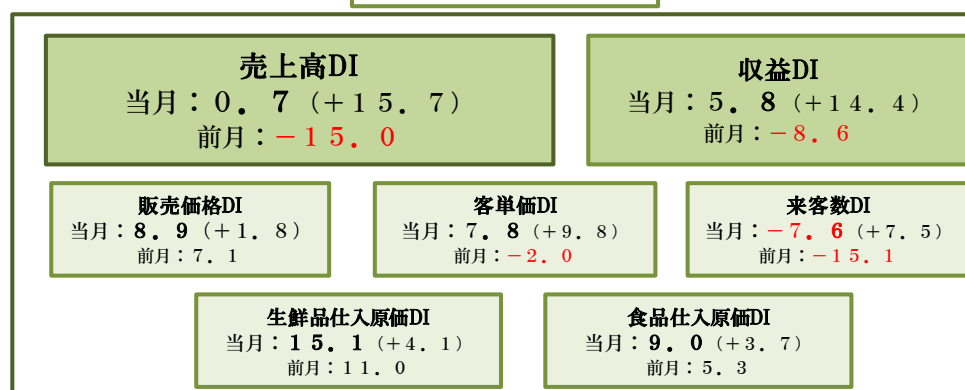 売上高DI
当月：０．７（＋１５．７）
前月：－１５．０
収益DI
当月：５．８（＋１４．４）
前月：－８．６
販売価格DI
当月：８．９（＋１．８）
前月：７．１
客単価DI
当月：７．８（＋９．８）
前月：－２．０
来客数DI
当月：－７．６（＋７．５）
前月：－１５．１
生鮮品仕入原価DI
当月：１５．１（＋４．１）
前月：１１．０
食品仕入原価DI
当月：９．０（＋３．７）
前月：５．３